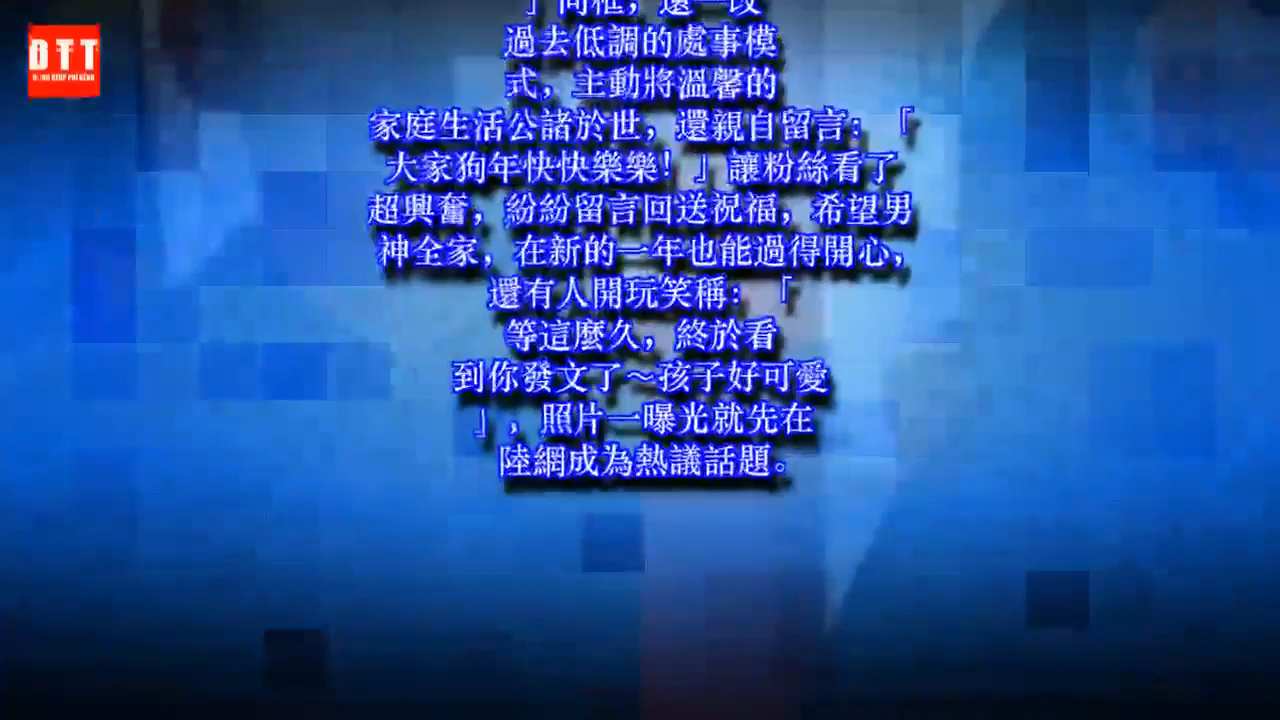 DTT
」同框，還一改
過去低調的處事模
式，主動將溫馨的
家庭生活公諸於世，還親自留言：「
大家狗年快快樂樂！」讓粉絲看了
超興奮，紛紛留言回送祝福，希望男
神全家，在新的一年也能過得開心，
還有人開玩笑稱：「
等這麼久，終於看
到你發文了～孩子好可愛
」，照片一曝光就先在
陸網成為熱議話題。